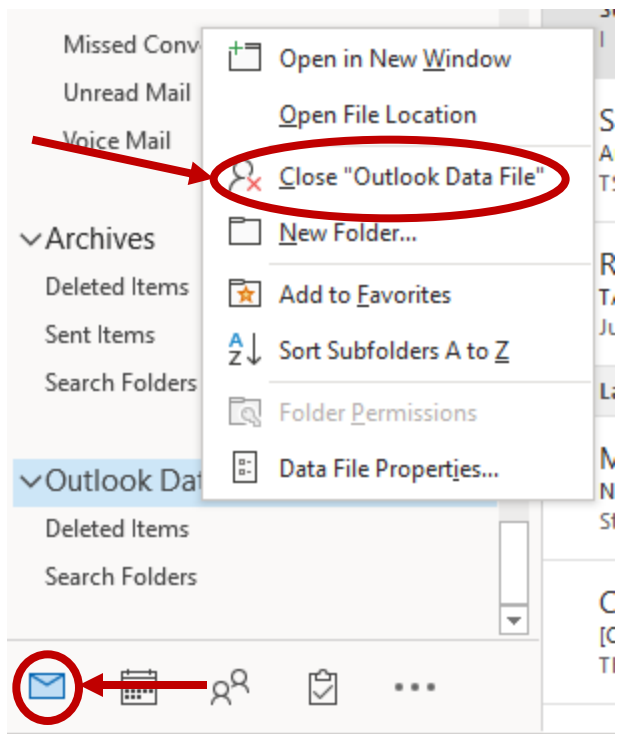 Missed Conv
Unread Mail
Voice Mail
Archives
Deleted Items
Sent Items
Search Folders
Outlook Dat
Deleted Items
Search Folders
Open in New Window
Open File Location
Close "Outlook Data File"
New Folder...
Add to Favorites
Sort Subfolders A to Z
Folder Permissions
Data File Properties...